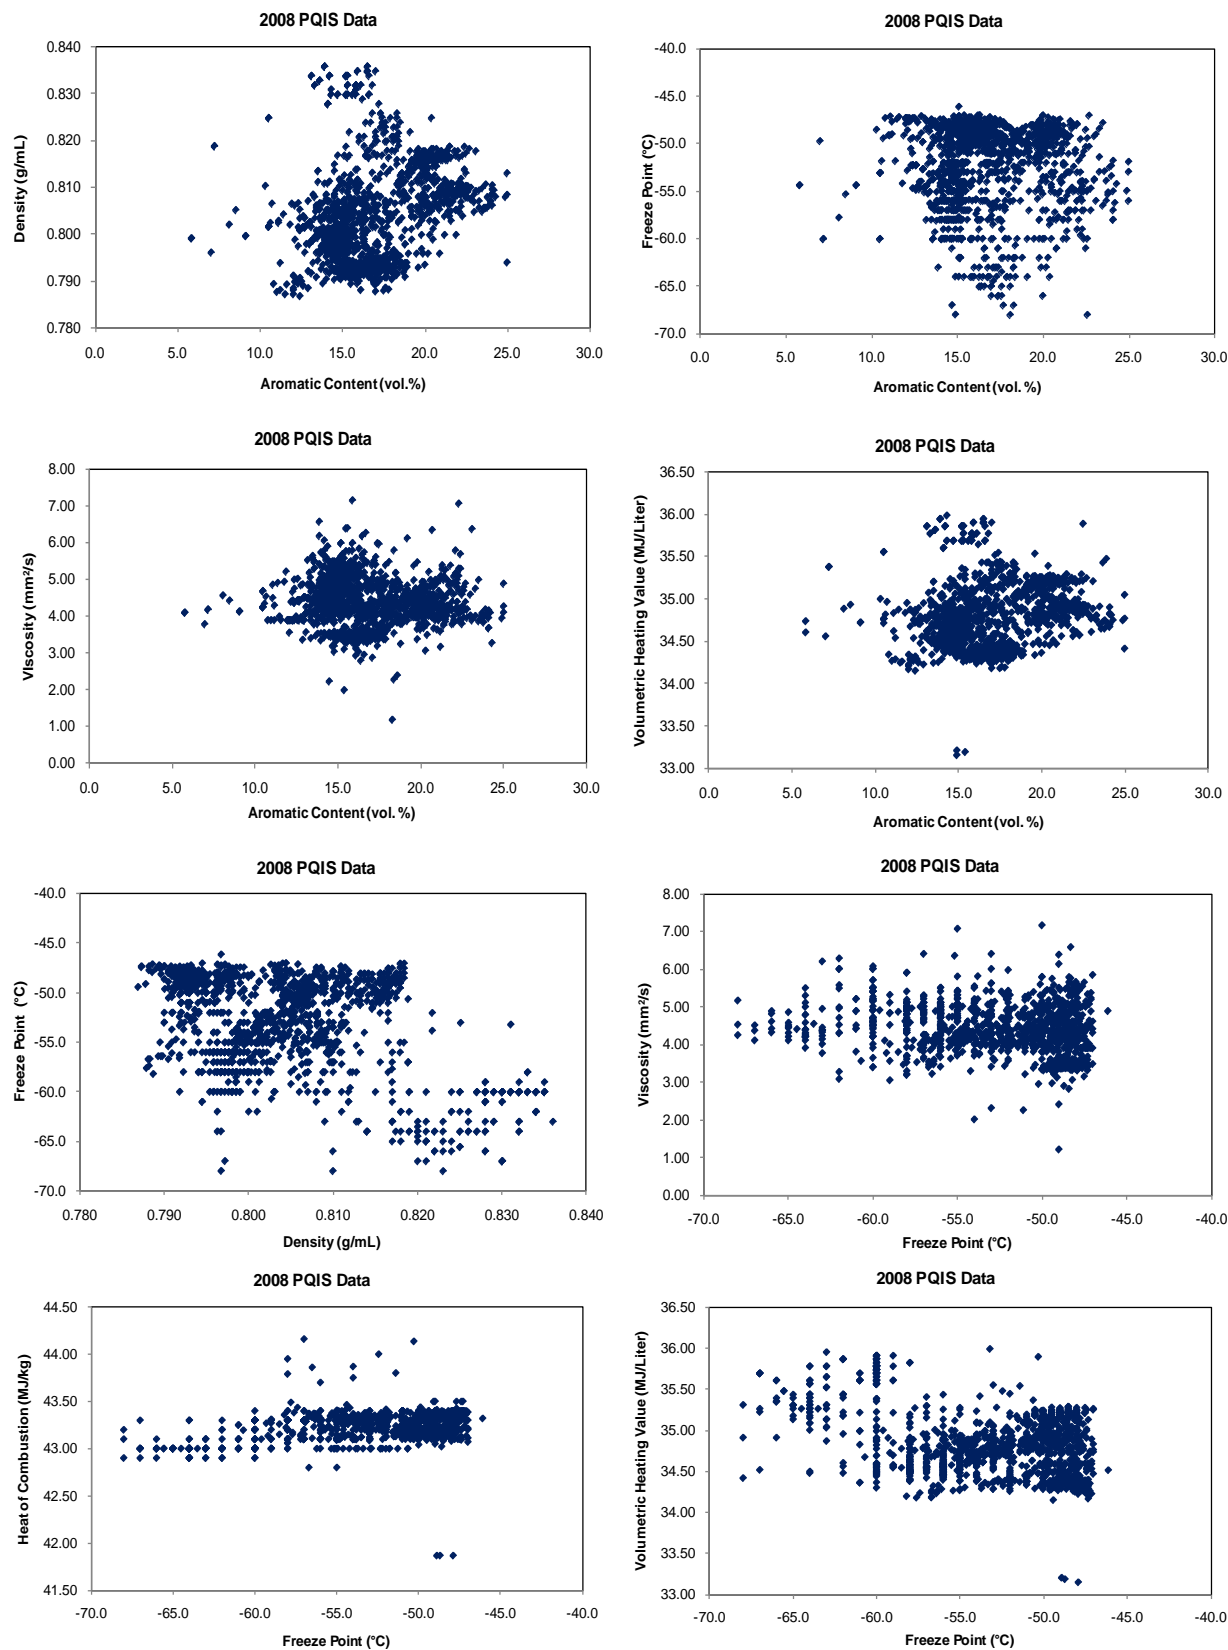 2008 PQIS Data
0.840
0.830
0.820
0.810
0.800
0.790
0.780
Density (g/mL)
0.0 5.0 10.0 15.0 20.0 25.0 30.0
Aromatic Content (vol.%)
2008 PQIS Data
-40.0
-45.0
-50.0
-55.0
-60.0
-65.0
-70.0
Freeze Point (°C)
0.0 5.0 10.0 15.0 20.0 25.0 30.0
Aromatic Content (vol. %)
2008 PQIS Data
8.00
7.00
6.00
5.00
4.00
3.00
2.00
1.00
0.00
VIscosity (mm²/s)
0.0 5.0 10.0 15.0 20.0 25.0 30.0
Aromatic Content (vol. %)
2008 PQIS Data
36.50
36.00
35.50
35.00
34.50
34.00
33.50
33.00
Volumetric Heating Value (MJ/Liter)
0.0 5.0 10.0 15.0 20.0 25.0 30.0
Aromatic Content (vol. %)
2008 PQIS Data
-40.0
-45.0
-50.0
-55.0
-60.0
-65.0
-70.0
Freeze Point (°C)
0.780 0.790 0.800 0.810 0.820 0.830 0.840
Density (g/mL)
2008 PQIS Data
8.00
7.00
6.00
5.00
4.00
3.00
2.00
1.00
0.00
Viscosity (mm²/s)
-70.0 -65.0 -60.0 -55.0 -50.0 -45.0 -40.0
Freeze Point (°C)
2008 PQIS Data
44.50
44.00
43.50
43.00
42.50
42.00
41.50
Heat of Combustion (MJ/kg)
-70.0 -65.0 -60.0 -55.0 -50.0 -45.0 -40.0
Freeze Point (°C)
2008 PQIS Data
36.50
36.00
35.50
35.00
34.50
34.00
33.50
33.00
Volumetric Heating Value (MJ/Liter)
-70.0 -65.0 -60.0 -55.0 -50.0 -45.0 -40.0
Freeze Point (°C)